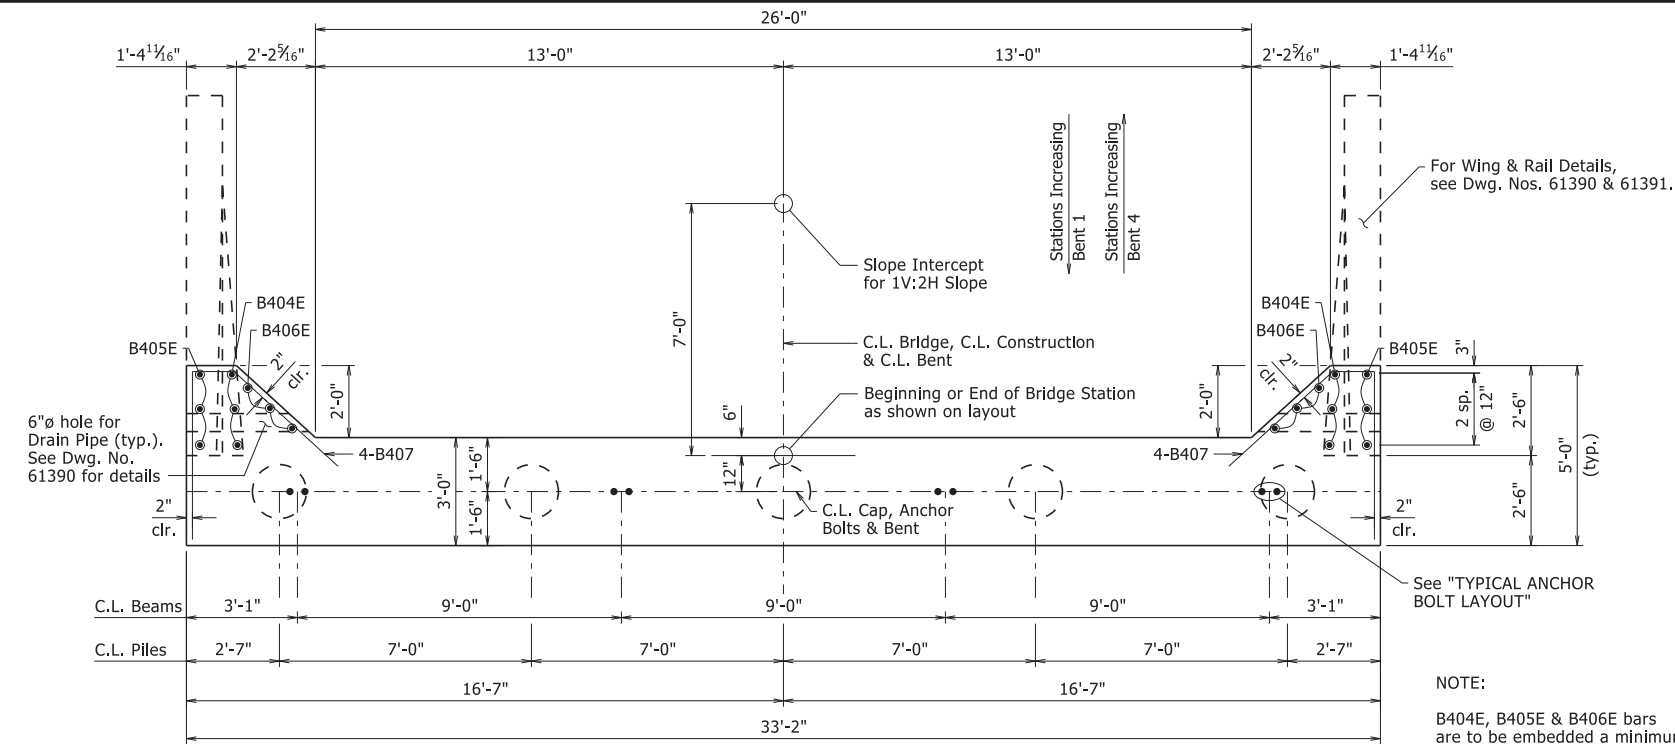 26'-0"
1'-4 11/16"
2'-2 5/16"
13'-0"
13'-0"
2'-2 5/16"
1'-4 11/16"
Stations Increasing
Bent 1
Stations Increasing
Bent 4
For Wing & Rail Details,
see Dwg. Nos. 61390 & 61391.
7'-0"
Slope Intercept
for 1V:2H Slope
B404E
B406E
B405E
2"
clr.
2'-0"
C.L. Bridge, C.L. Construction
& C.L. Bent
Beginning or End of Bridge Station
as shown on layout
6"
2'-0"
B404E
B406E
2"
clr.
B405E
3"
2 sp.
@ 12"
2'-6"
5'-0"
(typ.)
6"ø hole for
Drain Pipe (typ.).
See Dwg. No.
61390 for details
4-B407
3'-0"
1'-6"
1'-6"
12"
4-B407
C.L. Cap, Anchor
Bolts & Bent
2'-6"
2"
clr.
2"
clr.
See "TYPICAL ANCHOR
BOLT LAYOUT"
C.L. Beams
3'-1"
9'-0"
9'-0"
9'-0"
3'-1"
C.L. Piles
2'-7"
7'-0"
7'-0"
7'-0"
7'-0"
2'-7"
16'-7"
16'-7"
33'-2"
NOTE:
B404E, B405E & B406E bars
are to be embedded a minimum